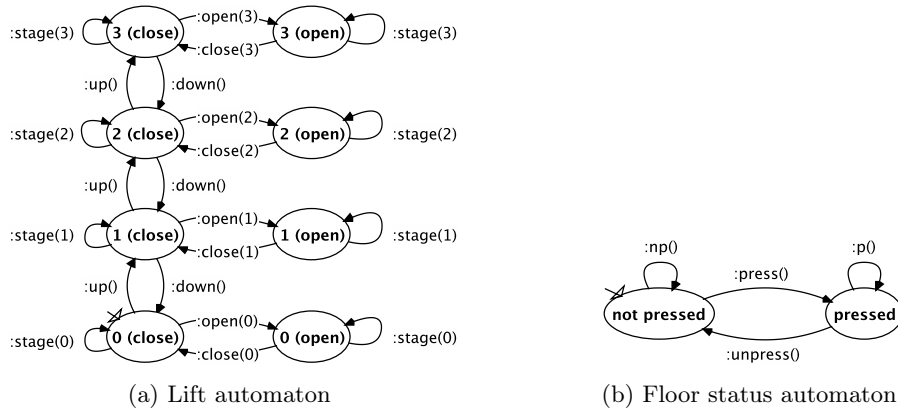 :open(3)
:stage(3)
3 (close)
3 (open)
:stage(3)
:close(3)
:up()
:down()
:open(2)
:stage(2)
2 (close)
2 (open)
:stage(2)
:close(2)
:up()
:down()
:open(1)
:stage(1)
1 (close)
1 (open)
:stage(1)
:close(1)
:up()
:down()
:open(0)
:stage(0)
0 (close)
0 (open)
:stage(0)
:close(0)
(a) Lift automaton
:np()
:p()
:press()
not pressed
pressed
:unpress()
(b) Floor status automaton